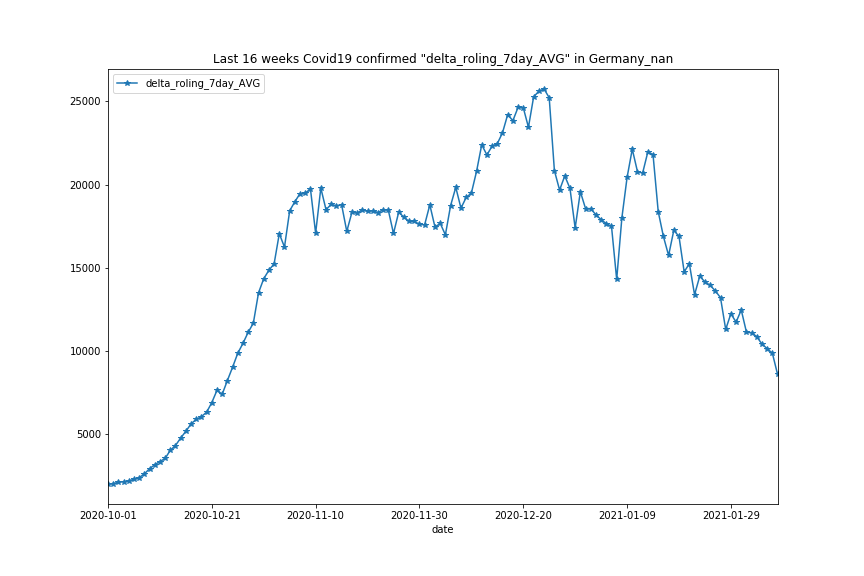 Last 16 weeks Covid19 confirmed "delta_roling_7day_AVG" in Germany_nan
delta_roling_7day_AVG
25000
20000
15000
10000
5000
2020-10-01 2020-10-21 2020-11-10 2020-11-30 2020-12-20 2021-01-09 2021-01-29
date